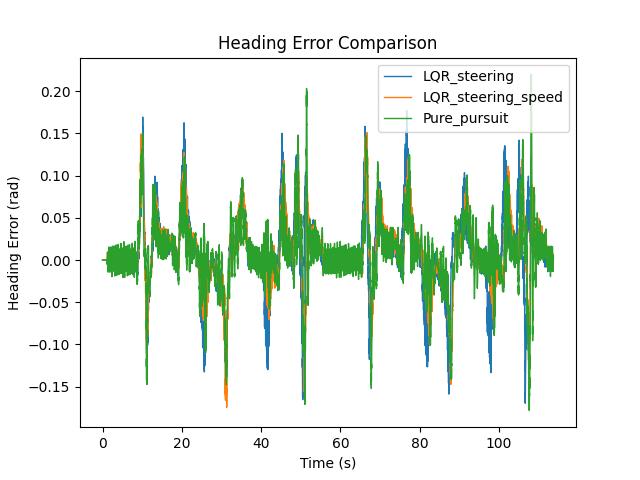 Heading Error Comparison
LQR_steering
LQR_steering_speed
Pure_pursuit
Heading Error (rad)
0.20
0.15
0.10
0.05
0.00
−0.05
−0.10
−0.15
0
20
40
60
80
100
Time (s)